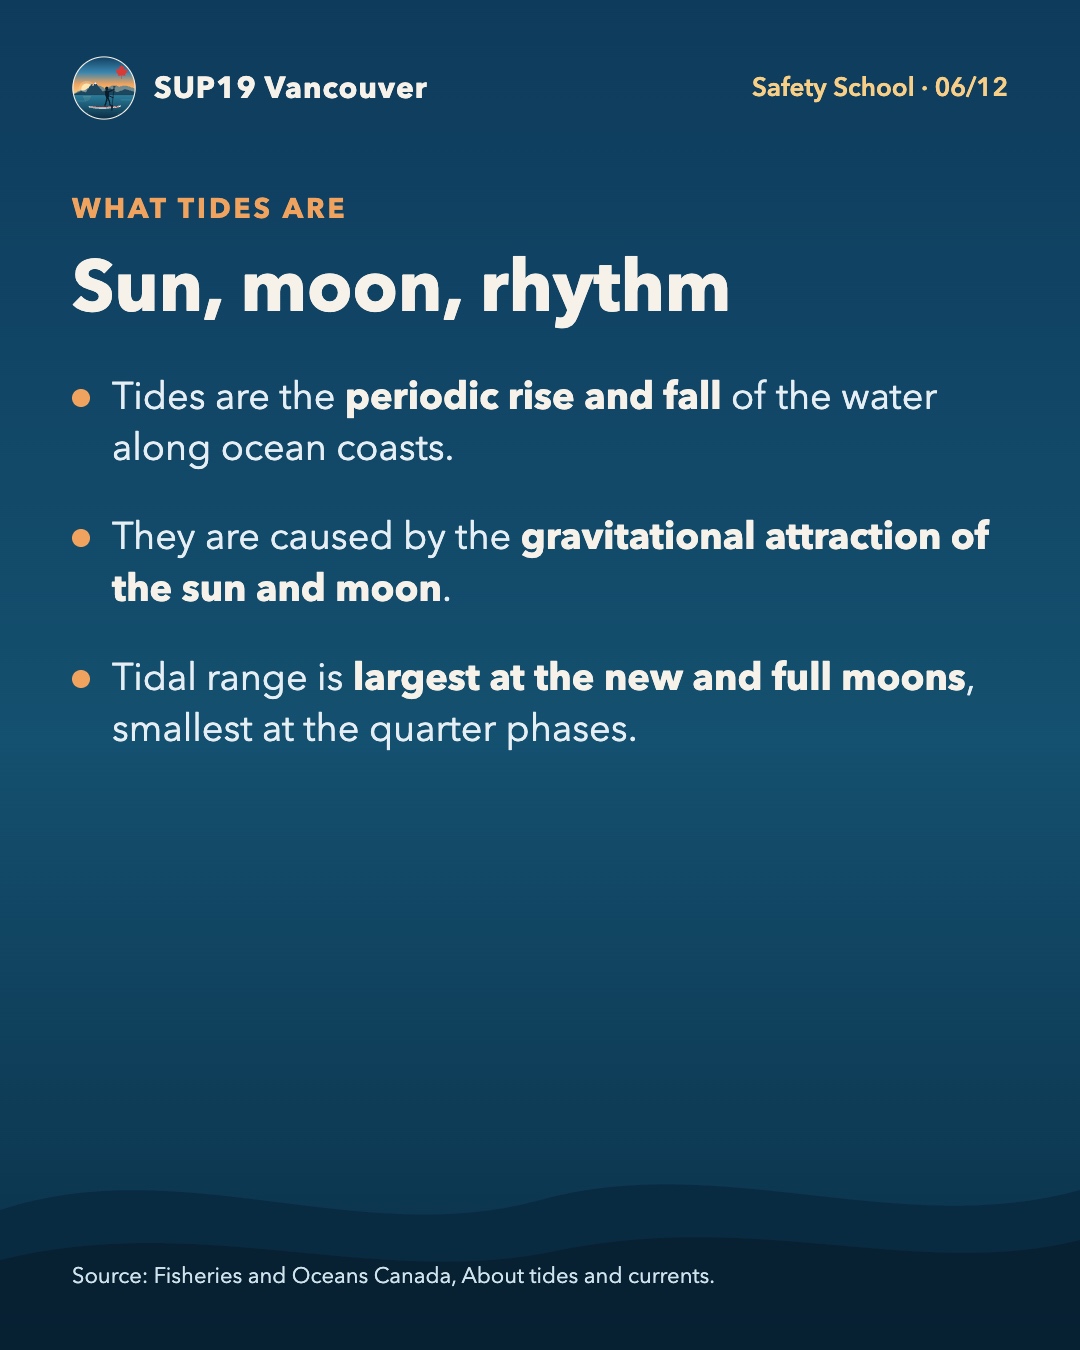 SUP19 Vancouver
Safety School · 06/12
WHAT TIDES ARE
Sun, moon, rhythm
Tides are the periodic rise and fall of the water
along ocean coasts.
They are caused by the gravitational attraction of
the sun and moon.
Tidal range is largest at the new and full moons,
smallest at the quarter phases.
Source: Fisheries and Oceans Canada, About tides and currents.